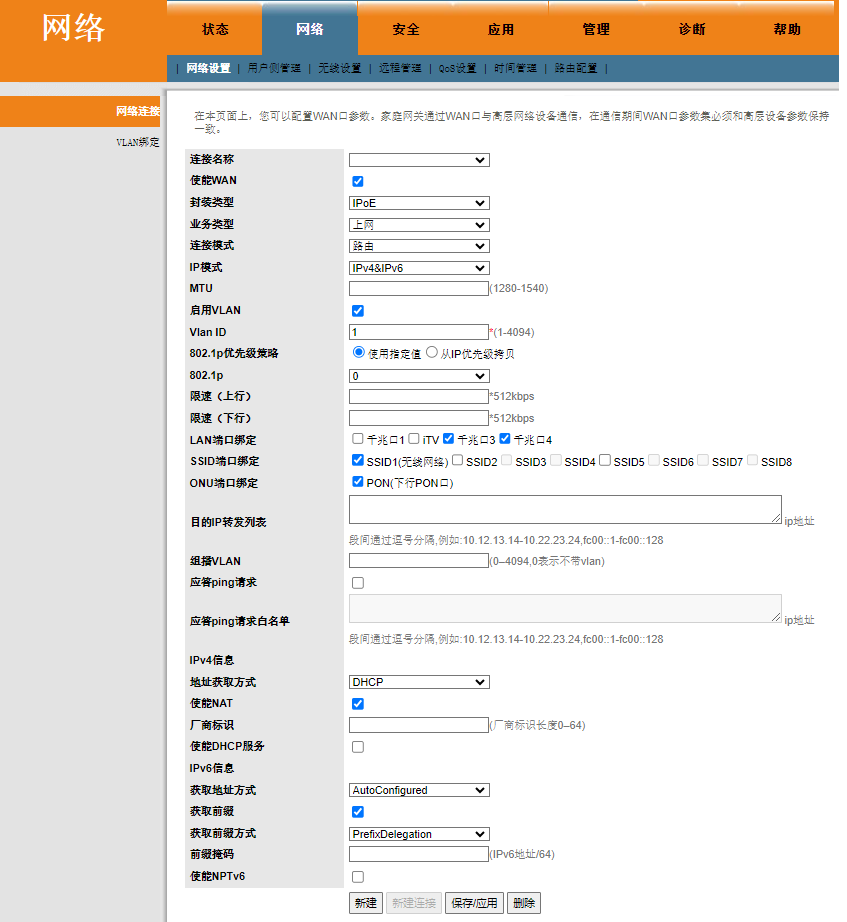 网络
状态 网络 安全 应用 管理 诊断 帮助
| 网络设置 | 用户侧管理 | 无线设置 | 远程管理 | QoS设置 | 时间管理 | 路由配置 |
网络连接
VLAN绑定
在本页面上，您可以配置WAN口参数。家庭网关通过WAN口与高层网络设备通信，在通信期间WAN口参数集必须和高层设备参数保持
一致。
连接名称
使能WAN
封装类型 IPoE
业务类型 上网
连接模式 路由
IP模式 IPv4&IPv6
MTU (1280-1540)
启用VLAN
Vlan ID 1 *(1-4094)
802.1p优先级策略 使用指定值 从IP优先级拷贝
802.1p 0
限速（上行） *512kbps
限速（下行） *512kbps
LAN端口绑定 千兆口1 iTV 千兆口3 千兆口4
SSID端口绑定 SSID1(无线网络) SSID2 SSID3 SSID4 SSID5 SSID6 SSID7 SSID8
ONU端口绑定 PON(下行PON口)
目的IP转发列表 ip地址
段间通过逗号分隔,例如:10.12.13.14-10.22.23.24,fc00::1-fc00::128
组播VLAN (0–4094,0表示不带vlan)
应答ping请求
应答ping请求白名单 ip地址
段间通过逗号分隔,例如:10.12.13.14-10.22.23.24,fc00::1-fc00::128
IPv4信息
地址获取方式 DHCP
使能NAT
厂商标识 (厂商标识长度0–64)
使能DHCP服务
IPv6信息
获取地址方式 AutoConfigured
获取前缀
获取前缀方式 PrefixDelegation
前缀掩码 (IPv6地址/64)
使能NPTv6
新建 新建连接 保存/应用 删除